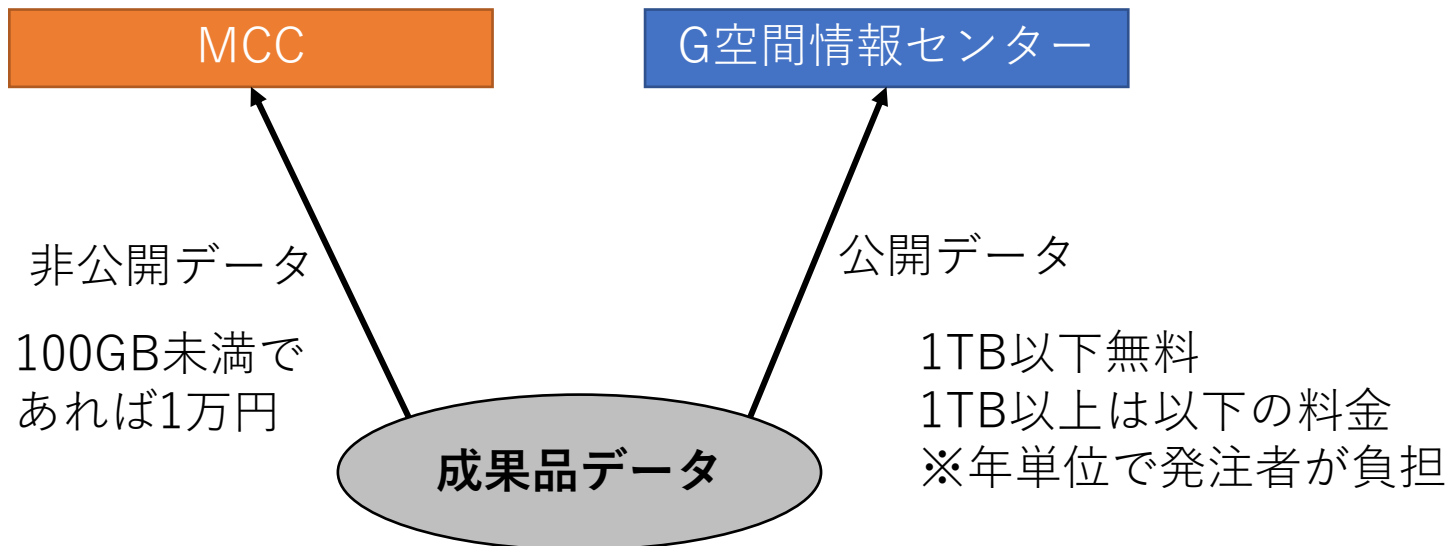 MCC
G空間情報センター
非公開データ
公開データ
100GB未満で
あれば1万円
1TB以下無料
1TB以上は以下の料金
※年単位で発注者が負担
成果品データ